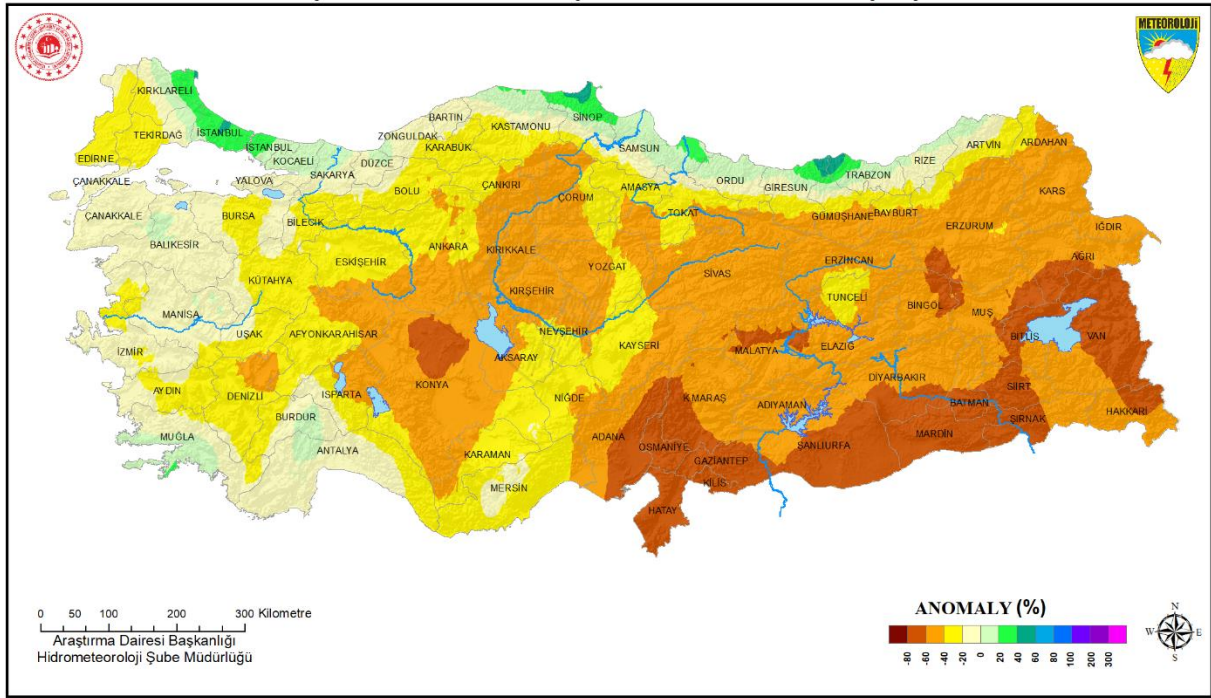 METEOROLOJİ
KIRKLARELİ
TEKİRDAĞ
EDİRNE
İSTANBUL
İSTANBUL
KOCAELİ
YALOVA
SAKARYA
DÜZCE
ZONGULDAK
BARTIN
KARABUK
KASTAMONU
SİNOP
SAMSUN
ORDU
GİRESUN
TRABZON
RİZE
ARTVİN
ARDAHAN
ÇANAKKALE
ÇANAKKALE
BALIKESİR
BURSA
BİLECİK
BOLU
ÇANKIRI
ÇORUM
AMASYA
TOKAT
GÜMÜŞHANE
BAYBURT
ERZURUM
KARS
IĞDIR
AĞRI
KÜTAHYA
ESKİŞEHİR
ANKARA
KIRIKKALE
YOZGAT
SİVAS
ERZİNCAN
TUNCELİ
BİNGÖL
MUŞ
MANİSA
UŞAK
AFYONKARAHİSAR
KIRŞEHİR
NEVŞEHİR
KAYSERİ
MALATYA
ELAZIĞ
BİTLİS
VAN
İZMİR
AYDIN
DENİZLİ
ISPARTA
KONYA
AKSARAY
NİĞDE
K.MARAŞ
ADIYAMAN
DİYARBAKIR
BATMAN
SİİRT
ŞIRNAK
HAKKARİ
MUĞLA
BURDUR
ANTALYA
KARAMAN
MERSİN
ADANA
OSMANİYE
GAZİANTEP
KİLİS
HATAY
ŞANLIURFA
MARDİN
0 50 100 200 300 Kilometre
Araştırma Dairesi Başkanlığı
Hidrometeoroloji Şube Müdürlüğü
ANOMALY (%)
-80 -60 -40 -20 0 20 40 60 80 100 200 300
N
W E
S